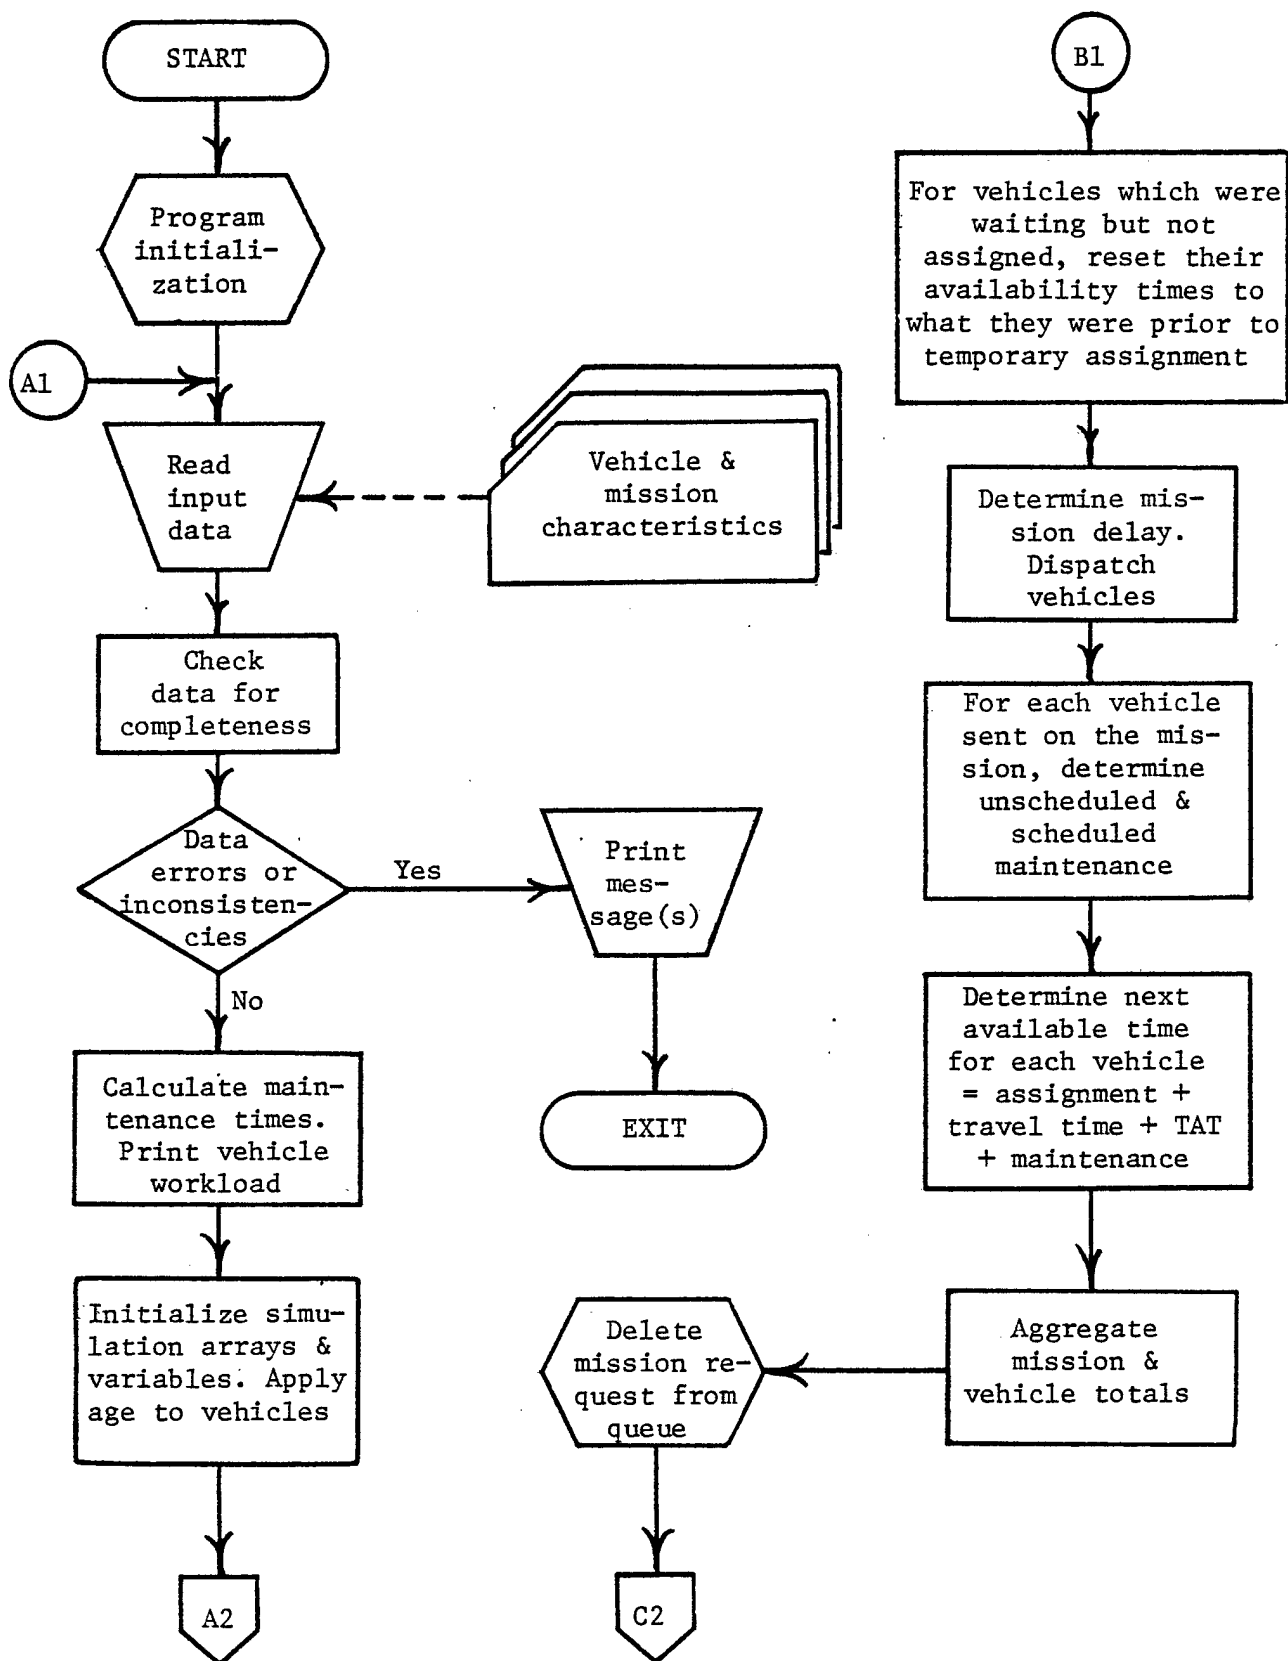 START
Program
initiali-
zation
A1
Read
input
data
Vehicle &
mission
characteristics
Check
data for
completeness
Data
errors or
inconsisten-
cies
Yes
Print
mes-
sage(s)
EXIT
No
Calculate main-
tenance times.
Print vehicle
workload
Initialize simu-
lation arrays &
variables. Apply
age to vehicles
A2
B1
For vehicles which were
waiting but not
assigned, reset their
availability times to
what they were prior to
temporary assignment
Determine mis-
sion delay.
Dispatch
vehicles
For each vehicle
sent on the mis-
sion, determine
unscheduled &
scheduled
maintenance
Determine next
available time
for each vehicle
= assignment +
travel time + TAT
+ maintenance
Aggregate
mission &
vehicle totals
Delete
mission re-
quest from
queue
C2